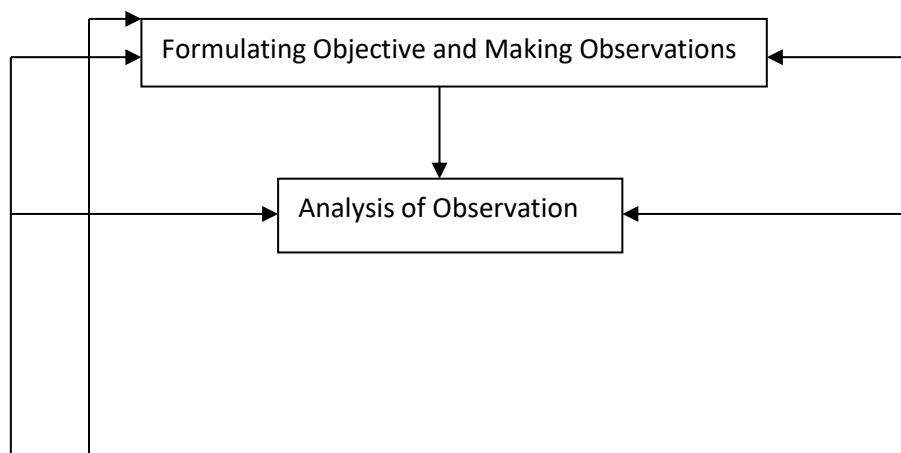 Formulating Objective and Making Observations
Analysis of Observation